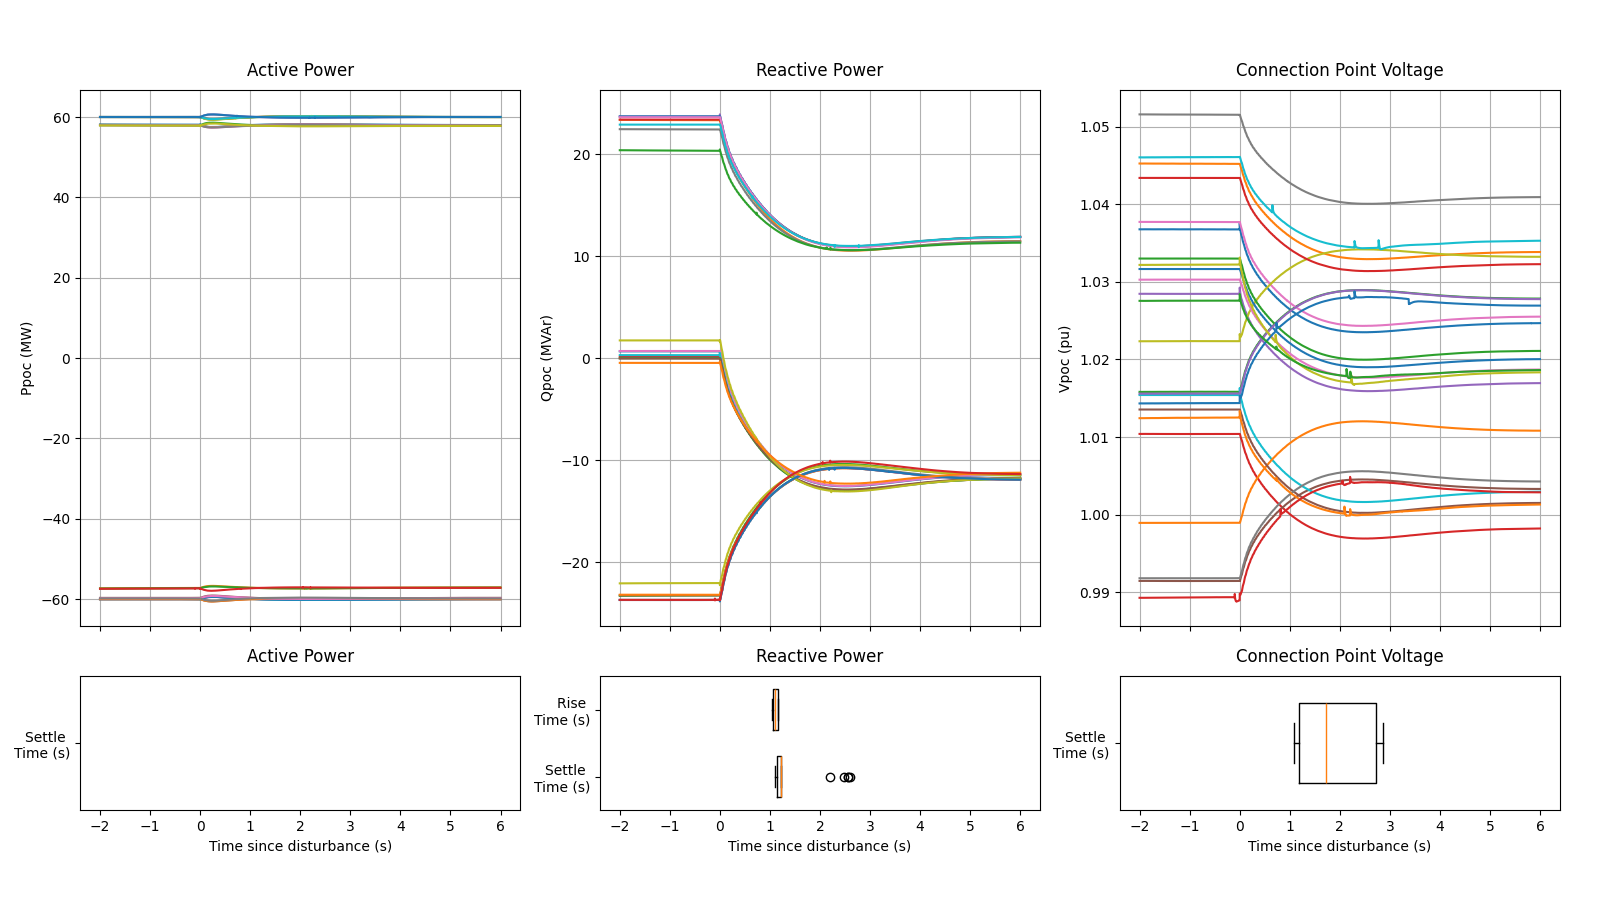 Active Power
Reactive Power
Connection Point Voltage
Ppoc (MW)
60
40
20
0
−20
−40
−60
Qpoc (MVAr)
20
10
0
−10
−20
Vpoc (pu)
1.05
1.04
1.03
1.02
1.01
1.00
0.99
Active Power
Reactive Power
Connection Point Voltage
Settle
Time (s)
Rise
Time (s)
Settle
Time (s)
Settle
Time (s)
−2 −1 0 1 2 3 4 5 6
−2 −1 0 1 2 3 4 5 6
−2 −1 0 1 2 3 4 5 6
Time since disturbance (s)
Time since disturbance (s)
Time since disturbance (s)